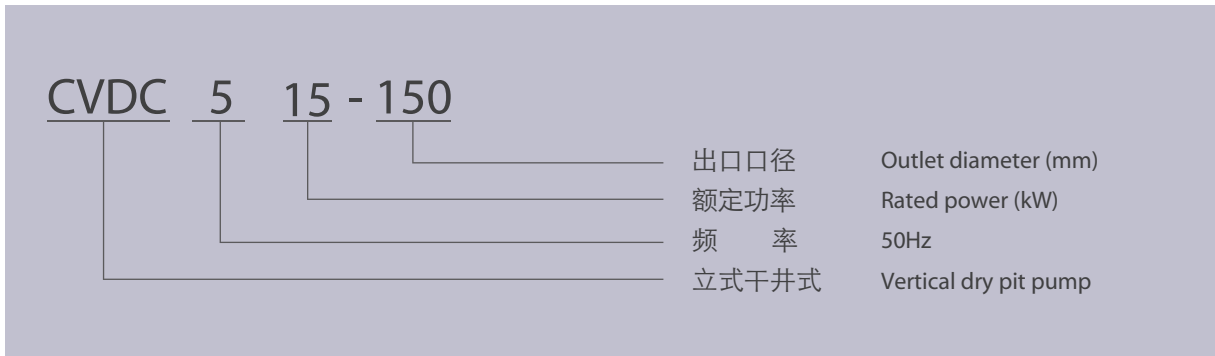 CVDC 5 15 - 150
出口口径 Outlet diameter (mm)
额定功率 Rated power (kW)
频 率 50Hz
立式干井式 Vertical dry pit pump